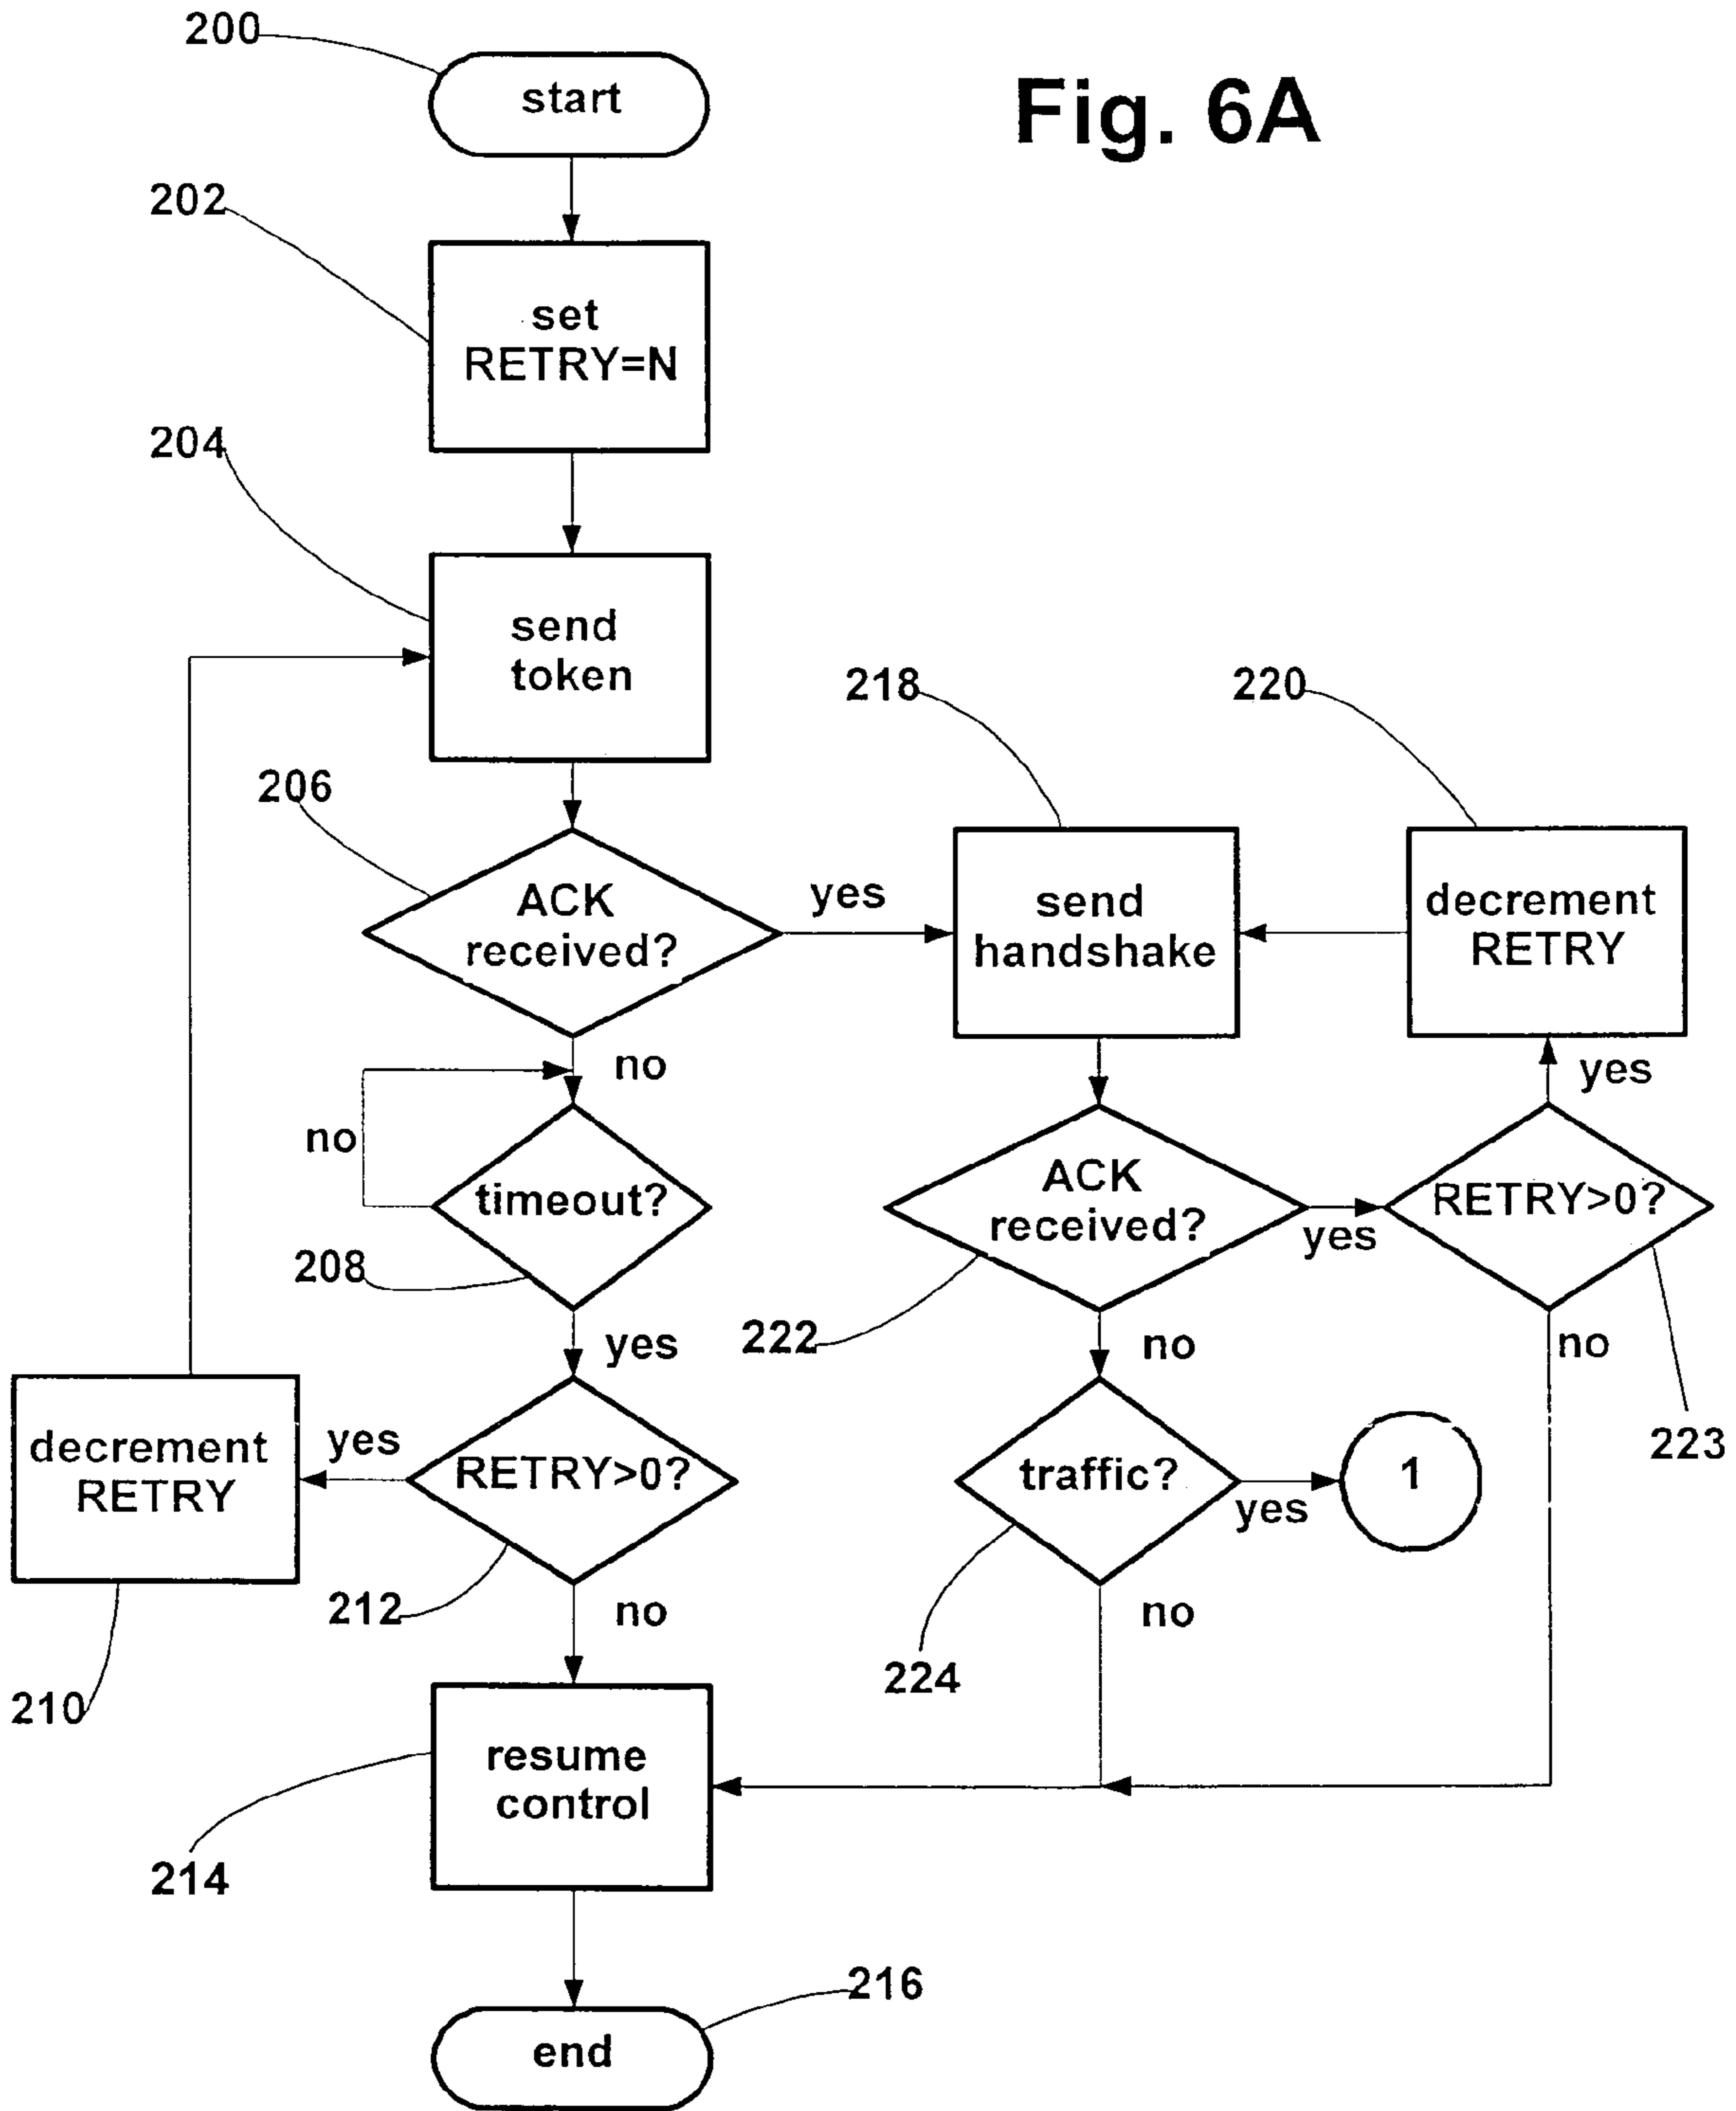 Fig. 6A
200
start
202
set
RETRY=N
204
send
token
206
ACK
received?
yes
218
send
handshake
220
decrement
RETRY
no
no
timeout?
208
yes
ACK
received?
222
yes
yes
RETRY>0?
223
no
no
decrement
RETRY
210
yes
RETRY>0?
212
no
traffic?
224
yes
1
no
resume
control
214
end
216